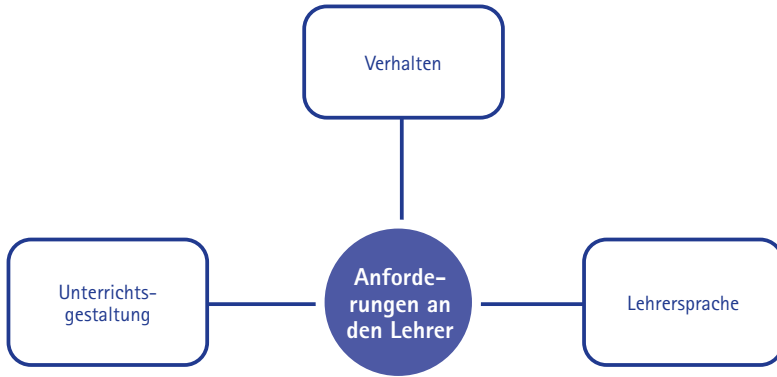 Verhalten
Unterrichts-
gestaltung
Anforde-
rungen an
den Lehrer
Lehrersprache